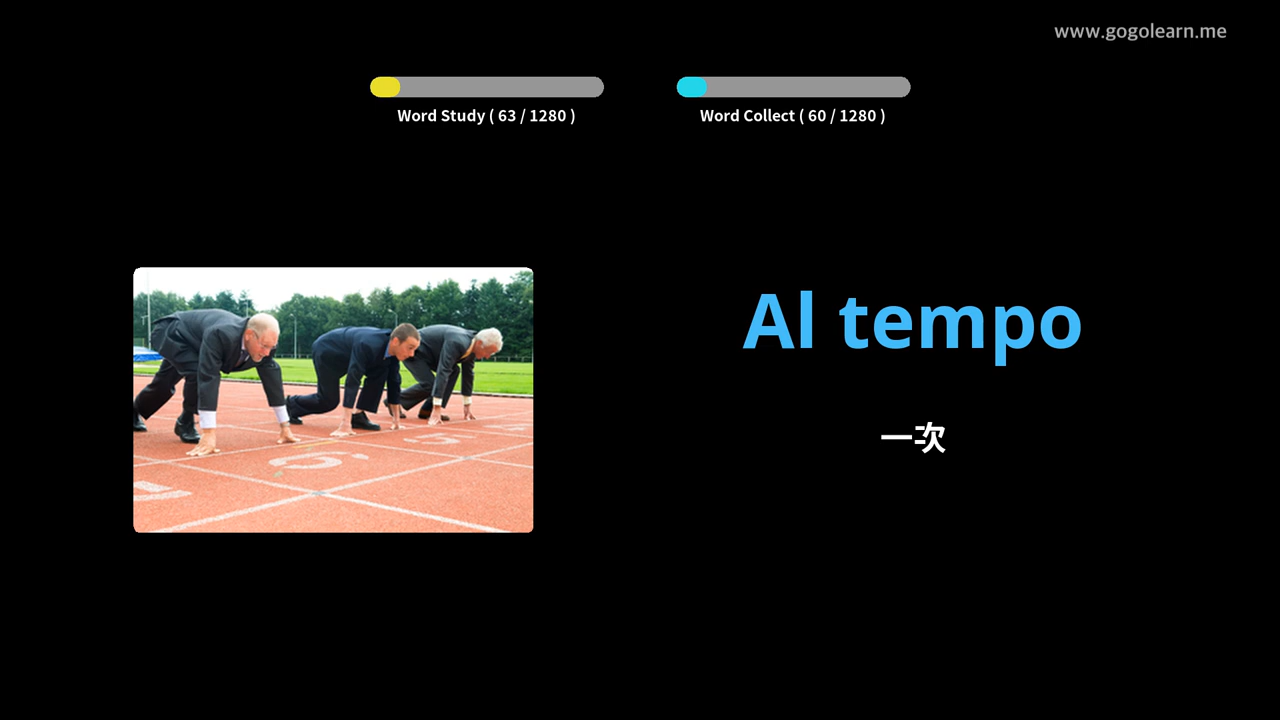 www.gogolearn.me
Word Study ( 63 / 1280 )
Word Collect ( 60 / 1280 )
Al tempo
一次